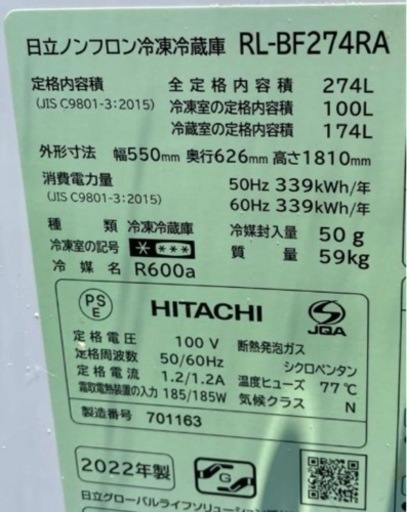 日立ノンフロン冷凍冷蔵庫 RL-BF274RA
定格内容積 全定格内容積 274L
(JIS C9801-3:2015) 冷凍室の定格内容積 100L
冷蔵室の定格内容積 174L
外形寸法 幅550mm 奥行626mm 高さ1810mm
消費電力量 50Hz 339kWh/年
(JIS C9801-3:2015) 60Hz 339kWh/年
種類 冷凍冷蔵庫 冷媒封入量 50g
冷凍室の記号 * *** 質量 59kg
冷媒名 R600a
PS
E
HITACHI
JQA
定格電圧 100V 断熱発泡ガス
定格周波数 50/60Hz シクロペンタン
定格電流 1.2/1.2A 温度ヒューズ 77℃
霜取電熱装置の入力 185/185W 気候クラス N
製造番号 701163
2022年製
G
日立グローバルライフソリューションズ